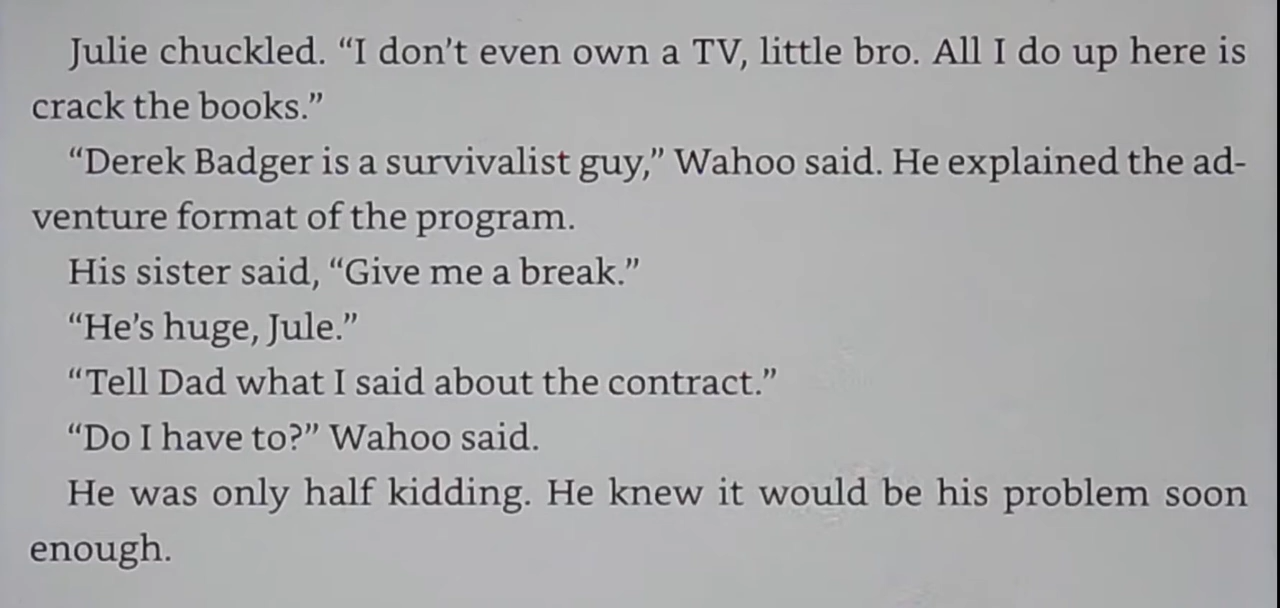 Julie chuckled. “I don’t even own a TV, little bro. All I do up here is
crack the books.”
“Derek Badger is a survivalist guy,” Wahoo said. He explained the ad-
venture format of the program.
His sister said, “Give me a break.”
“He’s huge, Jule.”
“Tell Dad what I said about the contract.”
“Do I have to?” Wahoo said.
He was only half kidding. He knew it would be his problem soon
enough.